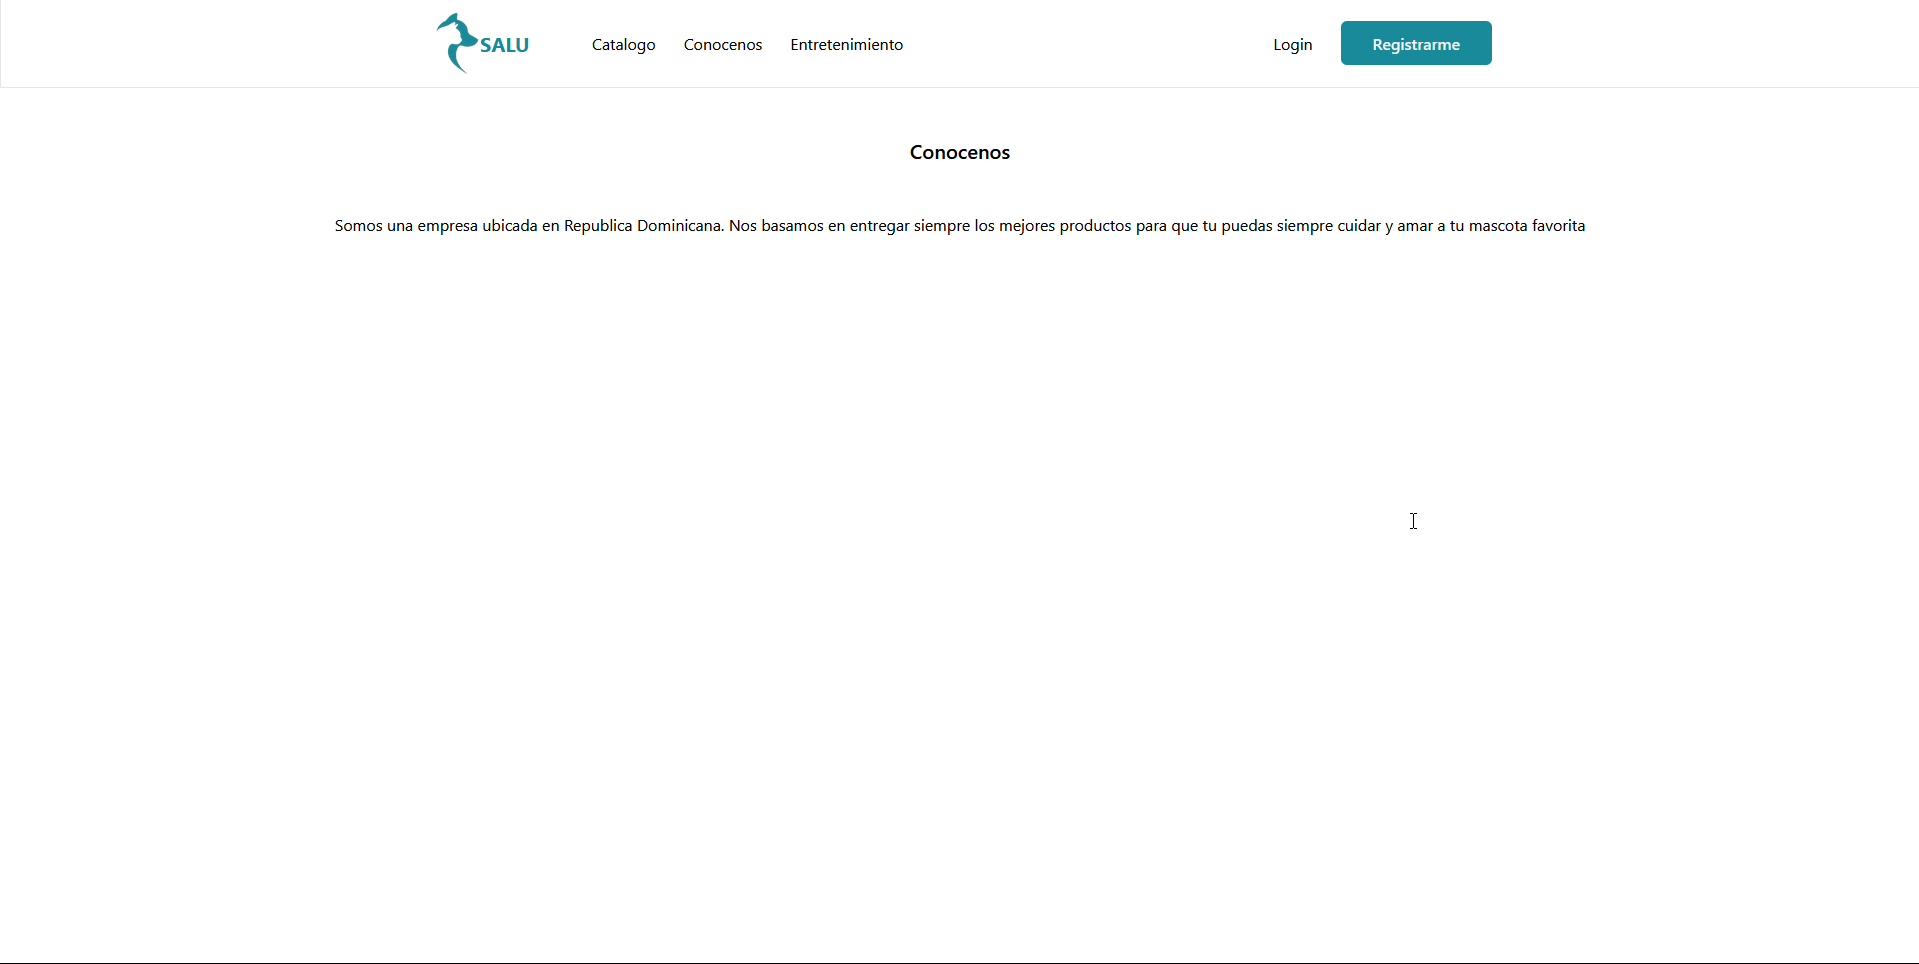 SALU Catalogo Conocenos Entretenimiento Login Registrarme
Conocenos
Somos una empresa ubicada en Republica Dominicana. Nos basamos en entregar siempre los mejores productos para que tu puedas siempre cuidar y amar a tu mascota favorita